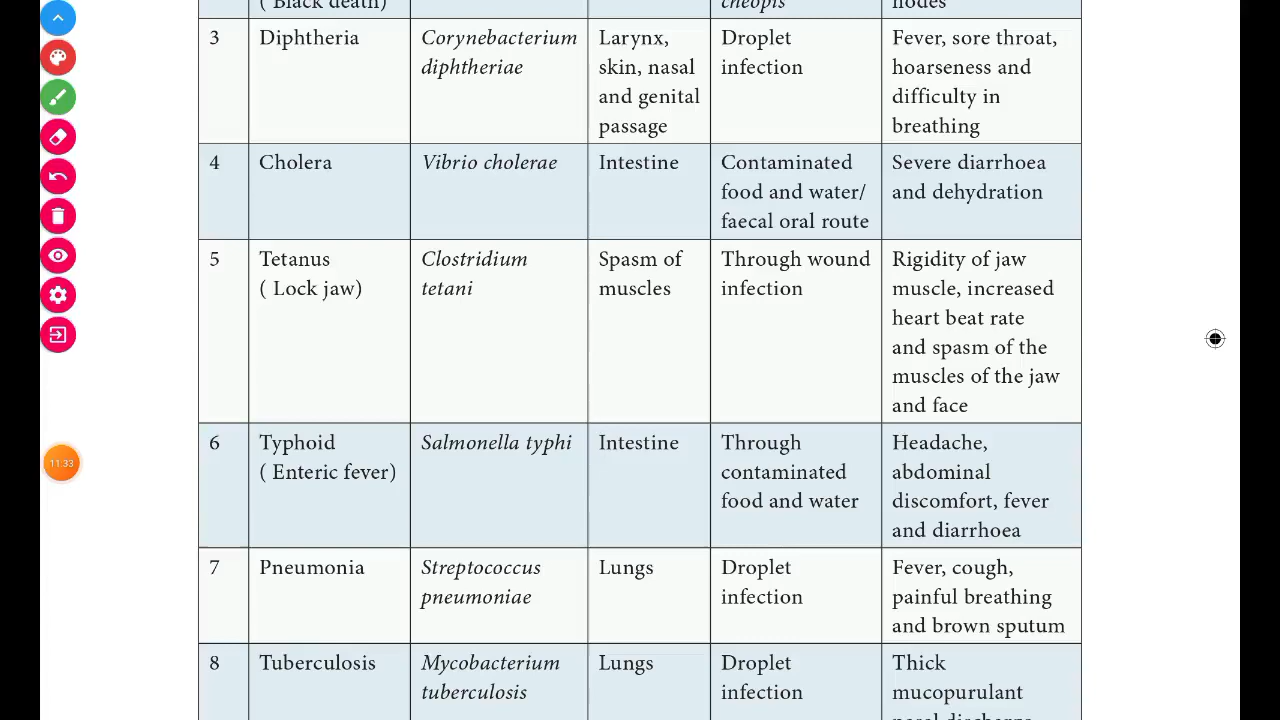 ( Black death)
cheopis
nodes
3
Diphtheria
Corynebacterium
diphtheriae
Larynx,
skin, nasal
and genital
passage
Droplet
infection
Fever, sore throat,
hoarseness and
difficulty in
breathing
4
Cholera
Vibrio cholerae
Intestine
Contaminated
food and water/
faecal oral route
Severe diarrhoea
and dehydration
5
Tetanus
( Lock jaw)
Clostridium
tetani
Spasm of
muscles
Through wound
infection
Rigidity of jaw
muscle, increased
heart beat rate
and spasm of the
muscles of the jaw
and face
6
Typhoid
( Enteric fever)
Salmonella typhi
Intestine
Through
contaminated
food and water
Headache,
abdominal
discomfort, fever
and diarrhoea
7
Pneumonia
Streptococcus
pneumoniae
Lungs
Droplet
infection
Fever, cough,
painful breathing
and brown sputum
8
Tuberculosis
Mycobacterium
tuberculosis
Lungs
Droplet
infection
Thick
mucopurulant
nasal discharge
11:33